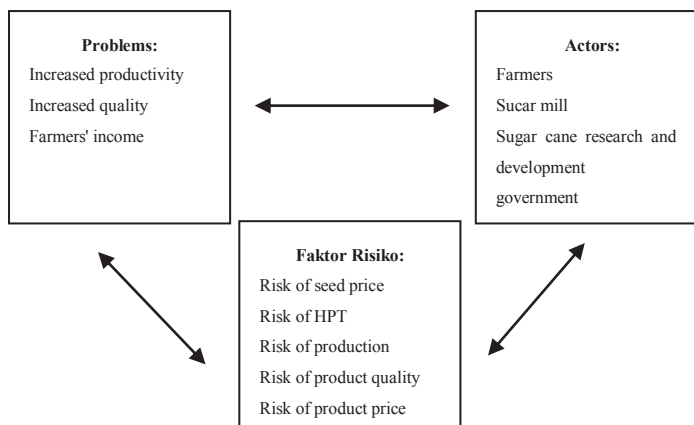 Problems:
Increased productivity
Increased quality
Farmers' income
Actors:
Farmers
Sucar mill
Sugar cane research and
development
government
Faktor Risiko:
Risk of seed price
Risk of HPT
Risk of production
Risk of product quality
Risk of product price